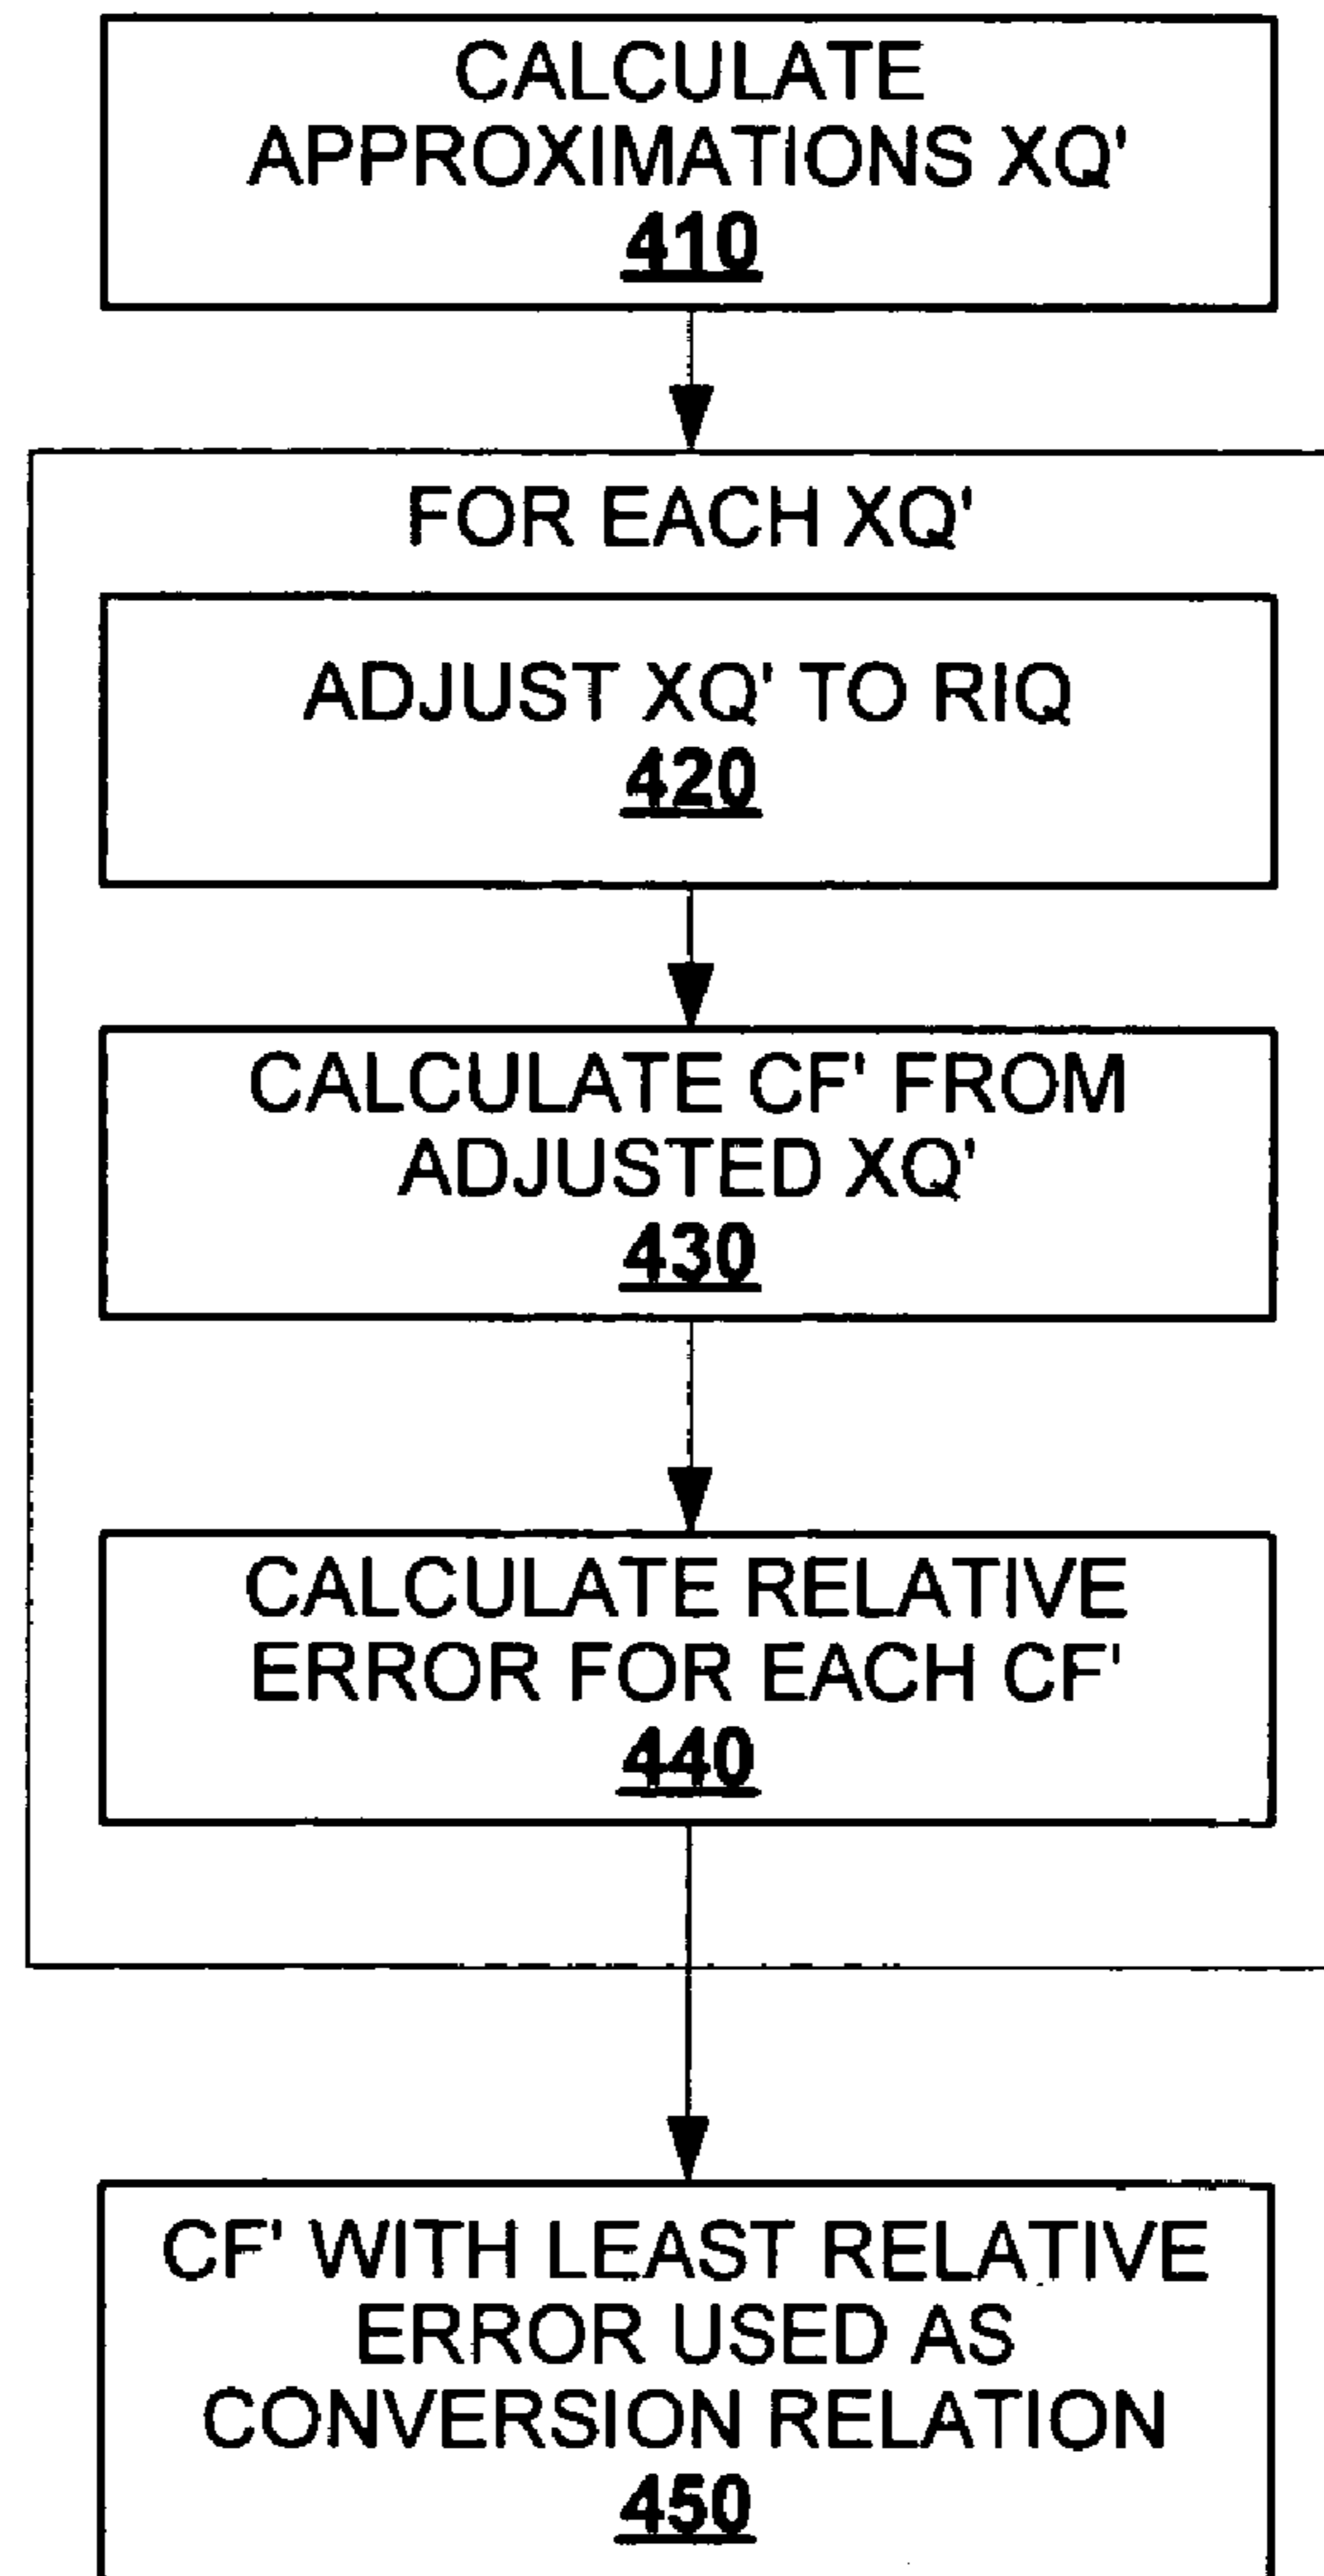 CALCULATE
APPROXIMATIONS XQ'
410
FOR EACH XQ'
ADJUST XQ' TO RIQ
420
CALCULATE CF' FROM
ADJUSTED XQ'
430
CALCULATE RELATIVE
ERROR FOR EACH CF'
440
CF' WITH LEAST RELATIVE
ERROR USED AS
CONVERSION RELATION
450